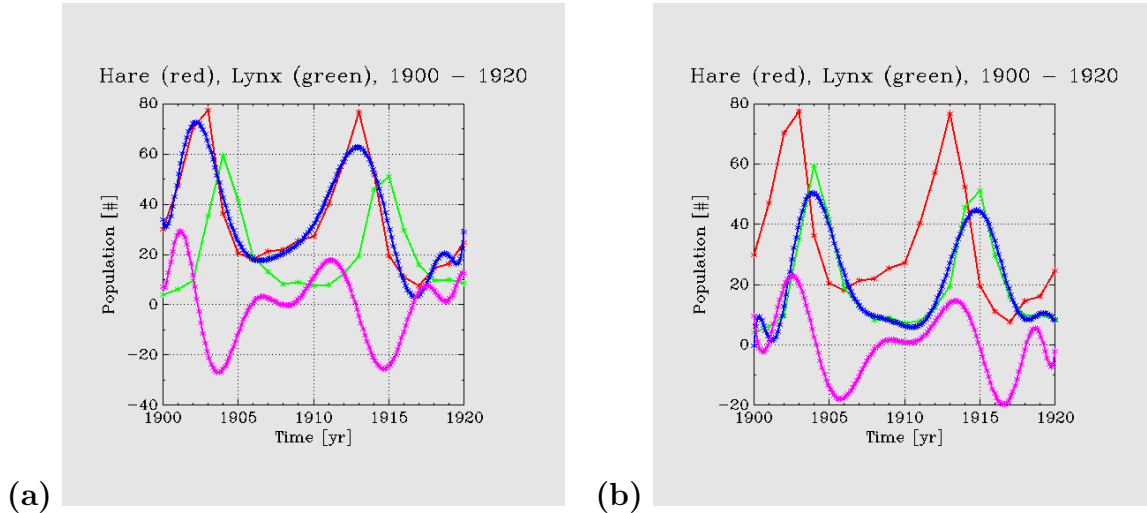 Hare (red), Lynx (green), 1900 – 1920
80
60
40
20
0
−20
−40
Population [#]
1900 1905 1910 1915 1920
Time [yr]
(a)
Hare (red), Lynx (green), 1900 – 1920
80
60
40
20
0
−20
Population [#]
1900 1905 1910 1915 1920
Time [yr]
(b)